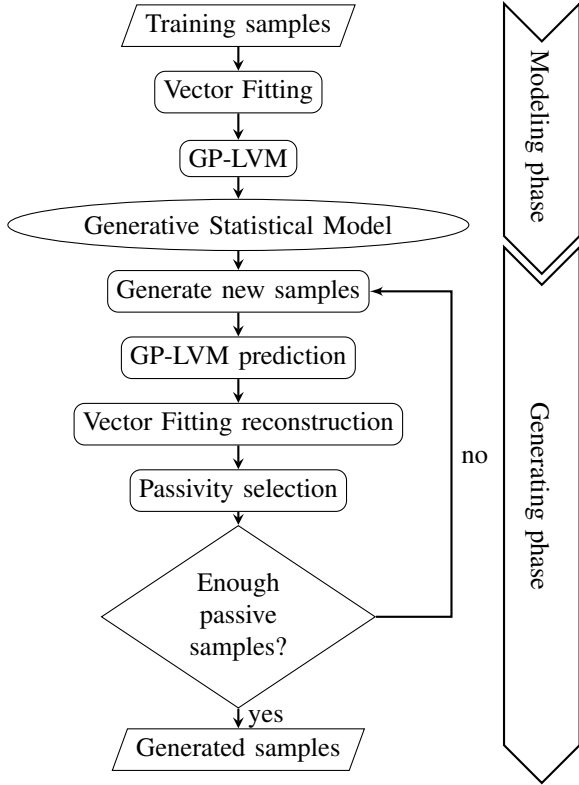 Training samples
Vector Fitting
GP-LVM
Generative Statistical Model
Generate new samples
GP-LVM prediction
Vector Fitting reconstruction
Passivity selection
Enough
passive
samples?
no
yes
Generated samples
Modeling phase
Generating phase